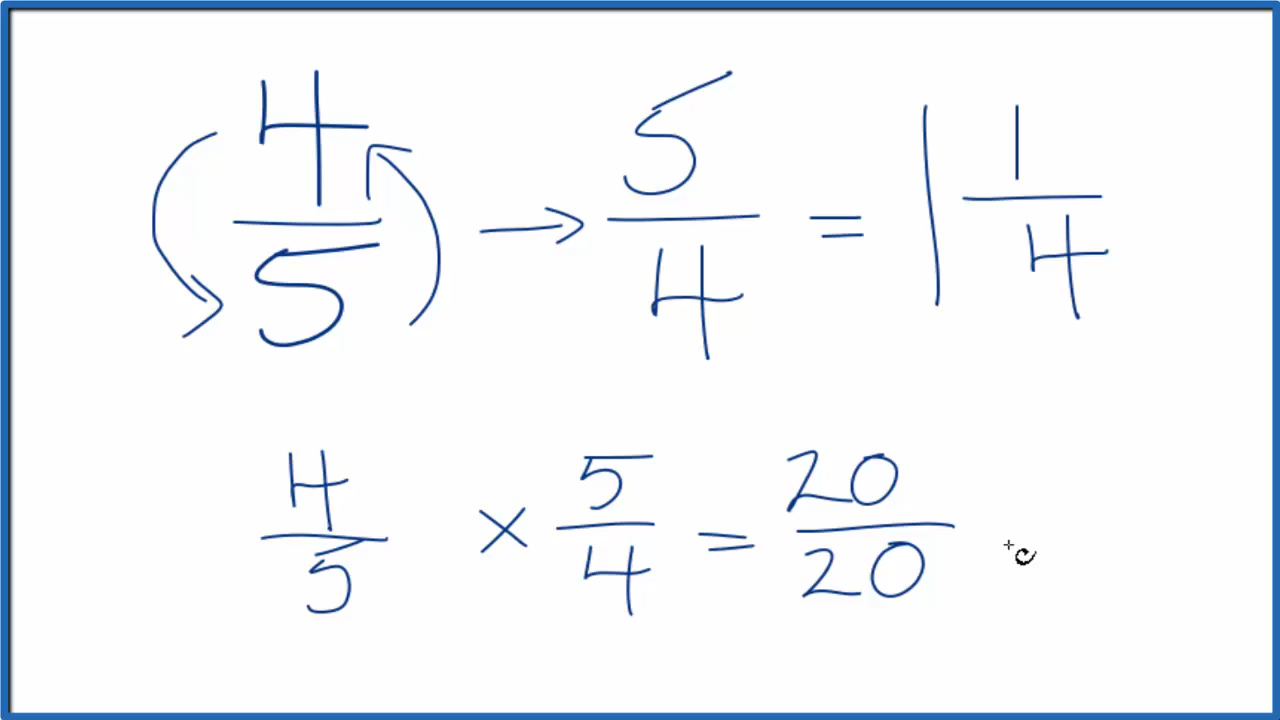 4/5 → 5/4 = 1 1/4
4/5 × 5/4 = 20/20